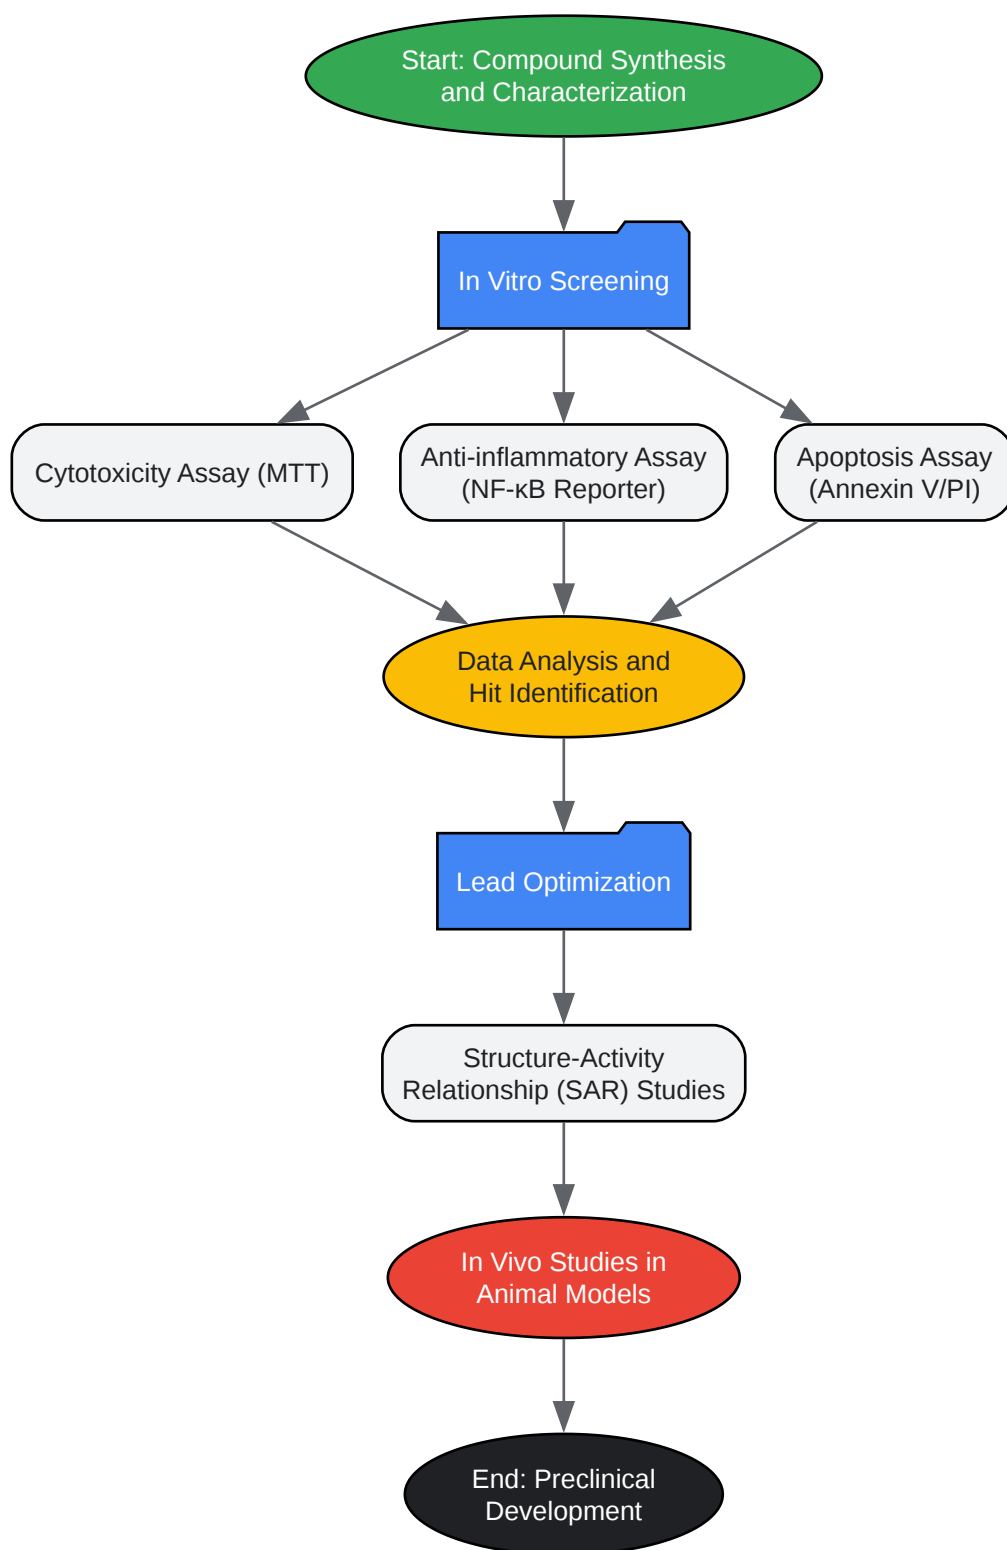 Start: Compound Synthesis
and Characterization
In Vitro Screening
Cytotoxicity Assay (MTT)
Anti-inflammatory Assay
(NF-κB Reporter)
Apoptosis Assay
(Annexin V/PI)
Data Analysis and
Hit Identification
Lead Optimization
Structure-Activity
Relationship (SAR) Studies
In Vivo Studies in
Animal Models
End: Preclinical
Development